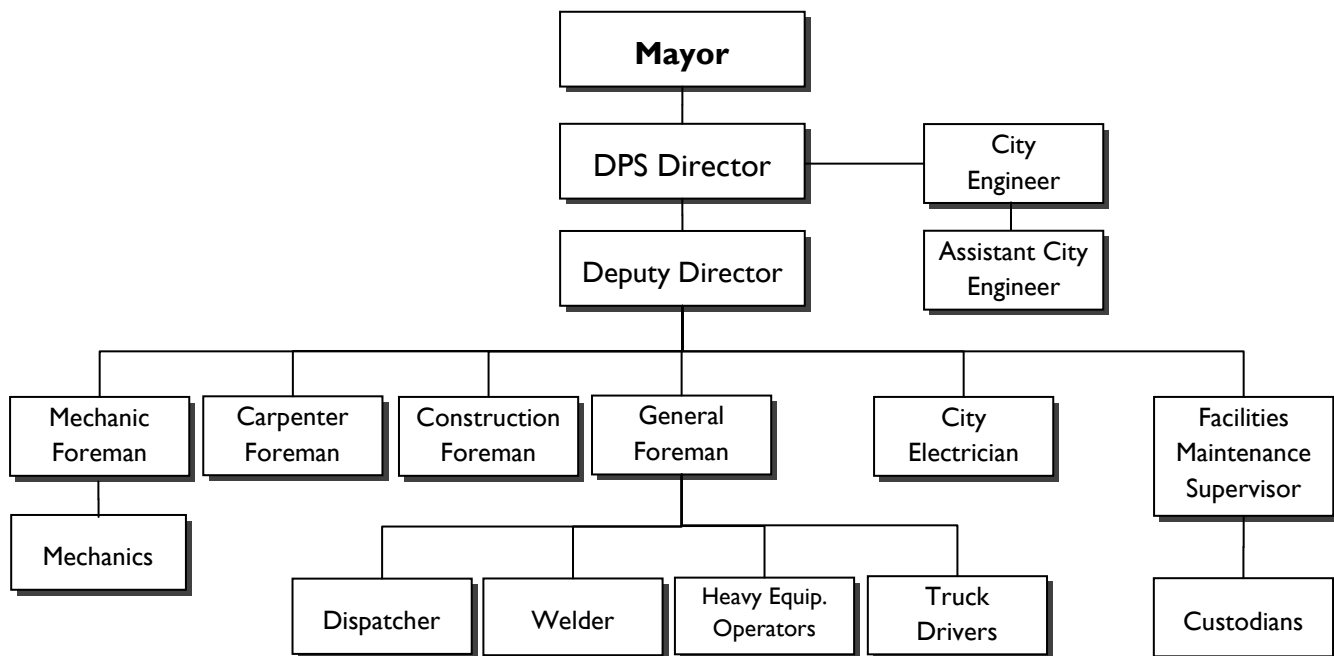 Mayor
DPS Director
City
Engineer
Deputy Director
Assistant City
Engineer
Mechanic
Foreman
Carpenter
Foreman
Construction
Foreman
General
Foreman
City
Electrician
Facilities
Maintenance
Supervisor
Mechanics
Dispatcher
Welder
Heavy Equip.
Operators
Truck
Drivers
Custodians